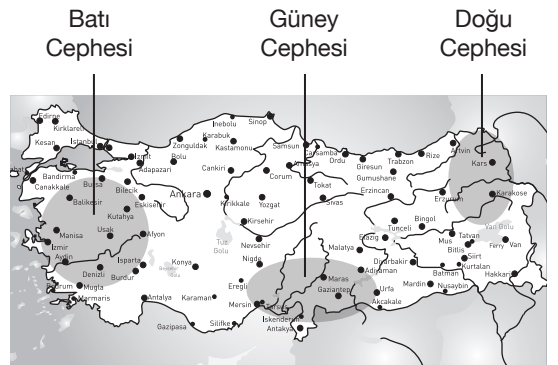 Batı
Cephesi
Güney
Cephesi
Doğu
Cephesi
Edirne
Kirklareli
Kesan
Istanbul
Izmit
Adapazari
Bandirma
Canakkale
Bursa
Bilecik
Balikesir
Eskisehir
Kutahya
Manisa
Usak
Afyon
Izmir
Aydin
Denizli
Isparta
Burdur
Mugla
Marmaris
Antalya
Zonguldak
Bolu
Karabuk
Kastamonu
Inebolu
Sinop
Cankiri
Ankara
Kirikkale
Corum
Yozgat
Kirsehir
Nevsehir
Tuz
Golu
Konya
Nigde
Eregli
Karaman
Mersin
Silifke
Gazipasa
Samsun
Carsamba
Ordu
Giresun
Trabzon
Rize
Artvin
Kars
Amasya
Tokat
Sivas
Gumushane
Erzincan
Erzurum
Karakose
Tunceli
Bingol
Elazig
Mus
Tatvan
Van Golu
Bitlis
Ferry
Van
Siirt
Kurtalan
Malatya
Diyarbakir
Batman
Hakkari
Adiyaman
Maras
Gaziantep
Urfa
Mardin
Nusaybin
Akcakale
Iskenderun
Antakya